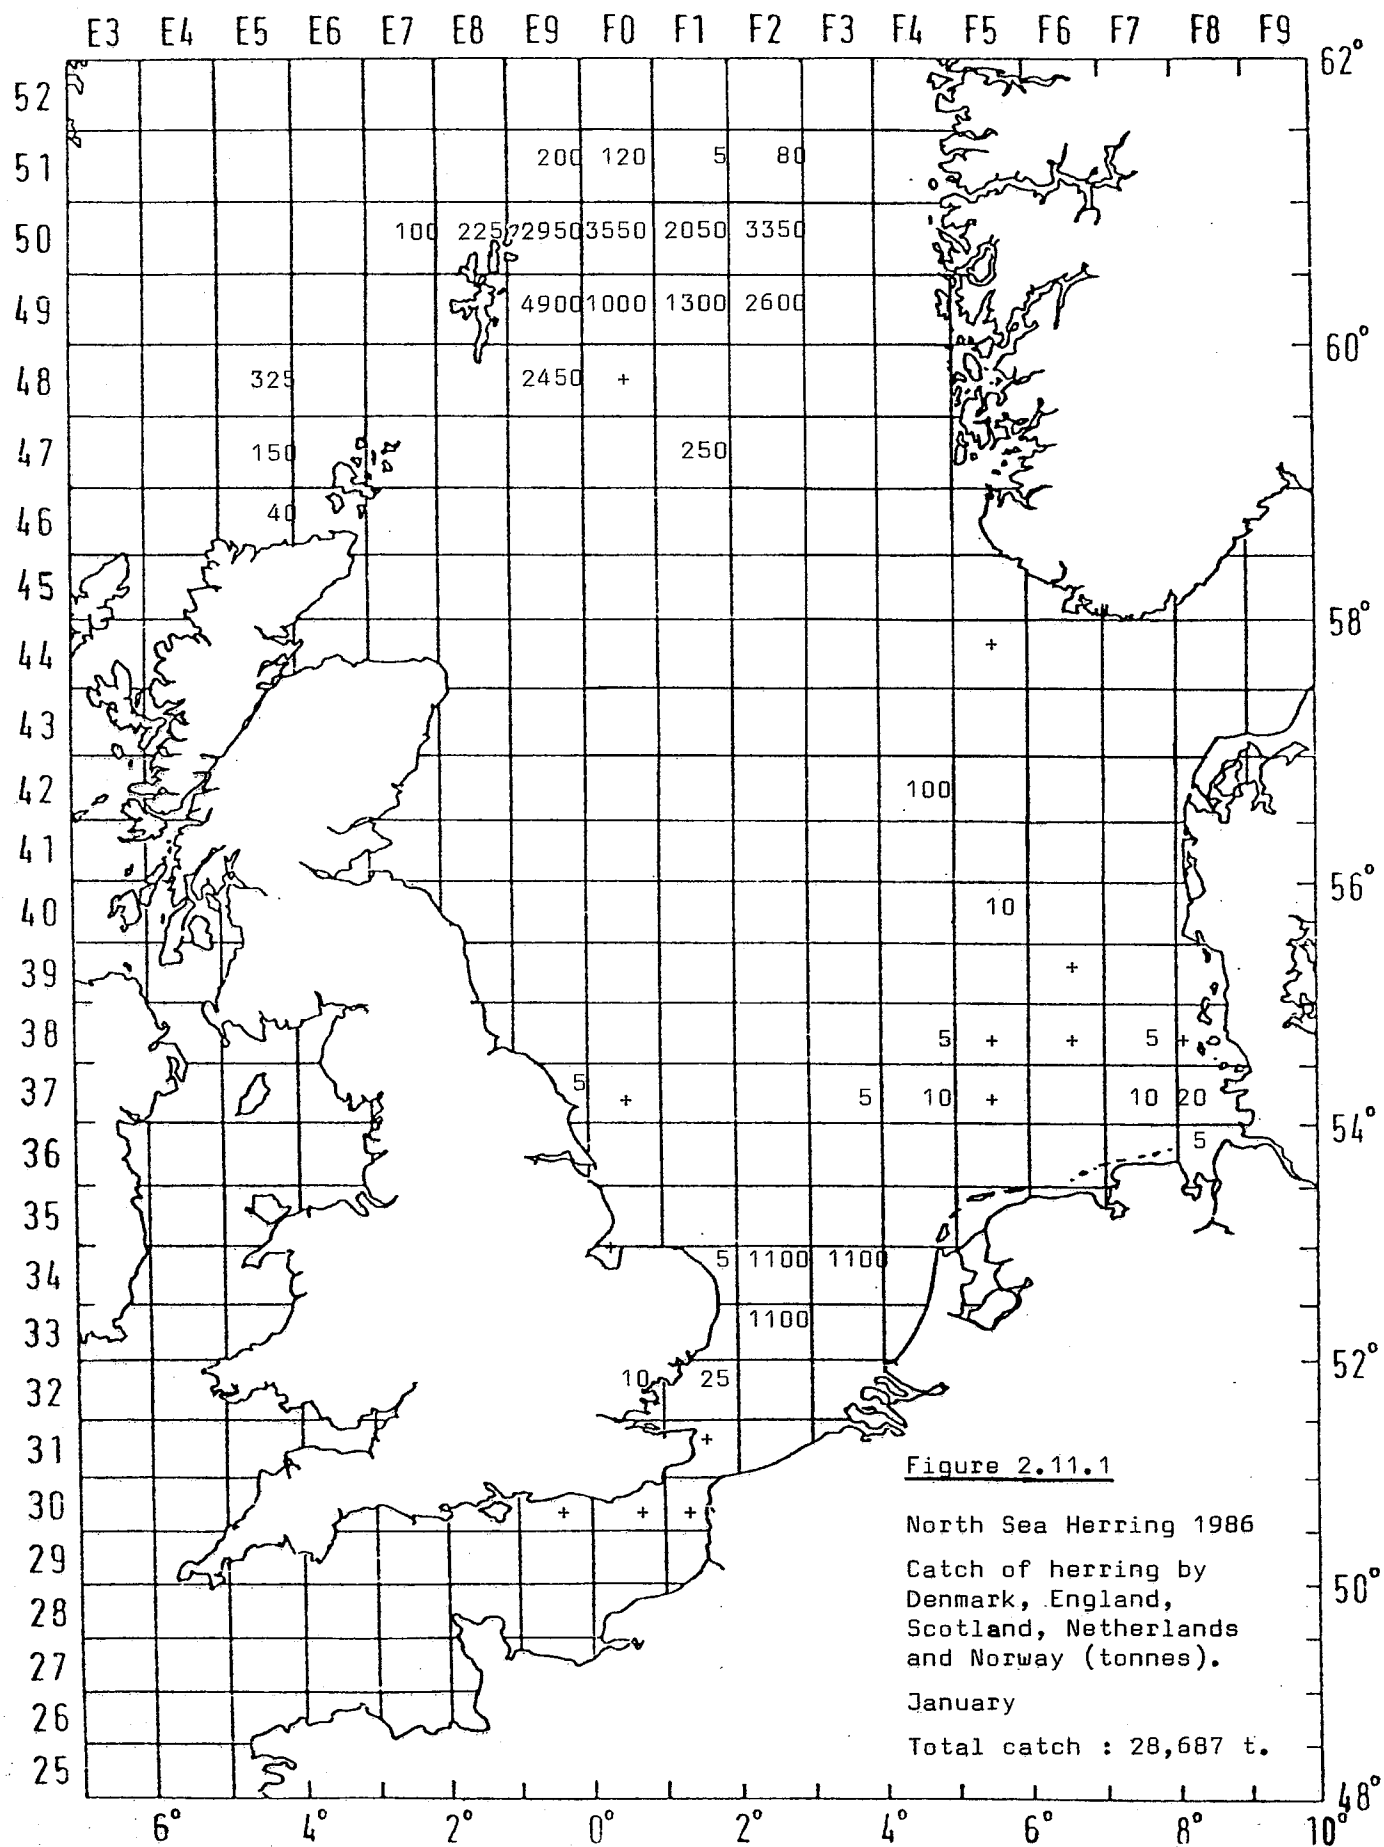 E3 E4 E5 E6 E7 E8 E9 F0 F1 F2 F3 F4 F5 F6 F7 F8 F9
62°
52
51 200 120 5 80
50 100 225 2950 3550 2050 3350
49 4900 1000 1300 2600
60°
48 325 2450 +
47 150 250
46 40
45
58°
44 +
43
42 100
41
56°
40 10
39 +
38 5 + + 5 +
37 5 + 5 10 + 10 20
54°
36 5
35
34 + 5 1100 1100
33 1100
52°
32 10 25
31 +
30 + + +
29
50°
28
27
26
25
48°
6° 4° 2° 0° 2° 4° 6° 8° 10°
Figure 2.11.1
North Sea Herring 1986
Catch of herring by
Denmark, England,
Scotland, Netherlands
and Norway (tonnes).
January
Total catch : 28,687 t.